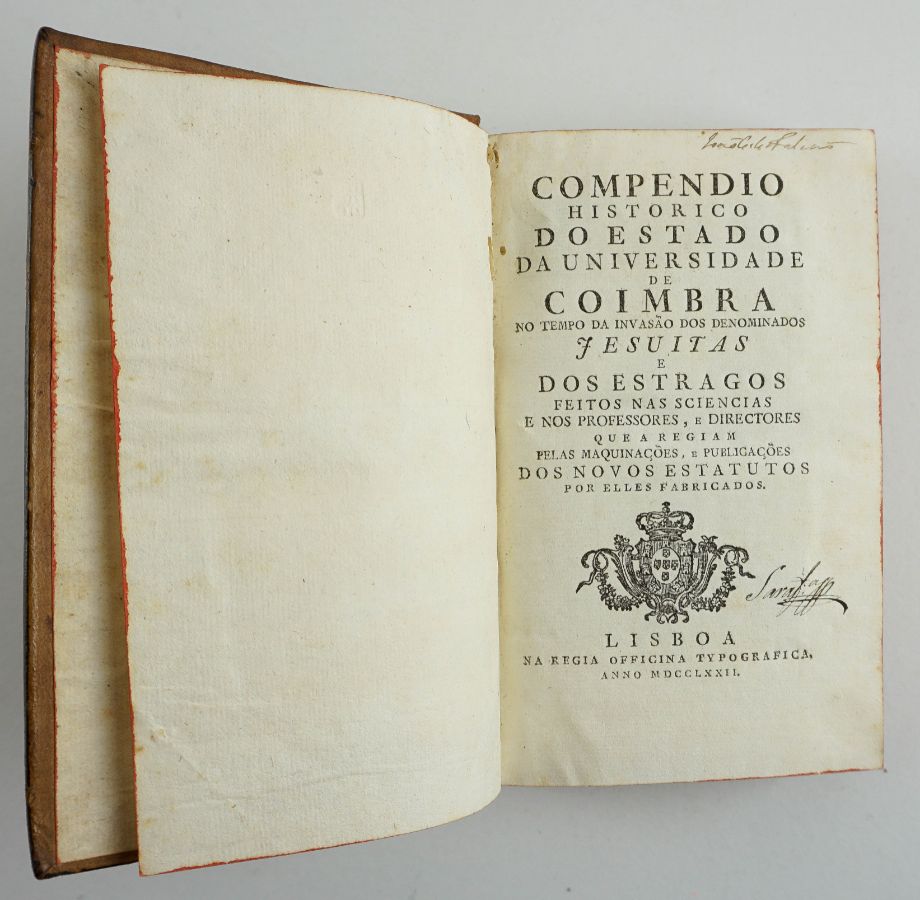 COMPENDIO
HISTORICO
DO ESTADO
DA UNIVERSIDADE
DE
COIMBRA
NO TEMPO DA INVASÃO DOS DENOMINADOS
JESUITAS
E
DOS ESTRAGOS
FEITOS NAS SCIENCIAS
E NOS PROFESSORES, E DIRECTORES
QUE A REGIAM
PELAS MAQUINAÇÕES, E PUBLICAÇÕES
DOS NOVOS ESTATUTOS
POR ELLES FABRICADOS.
LISBOA
NA REGIA OFFICINA TYPOGRAFICA,
ANNO MDCCLXXII.